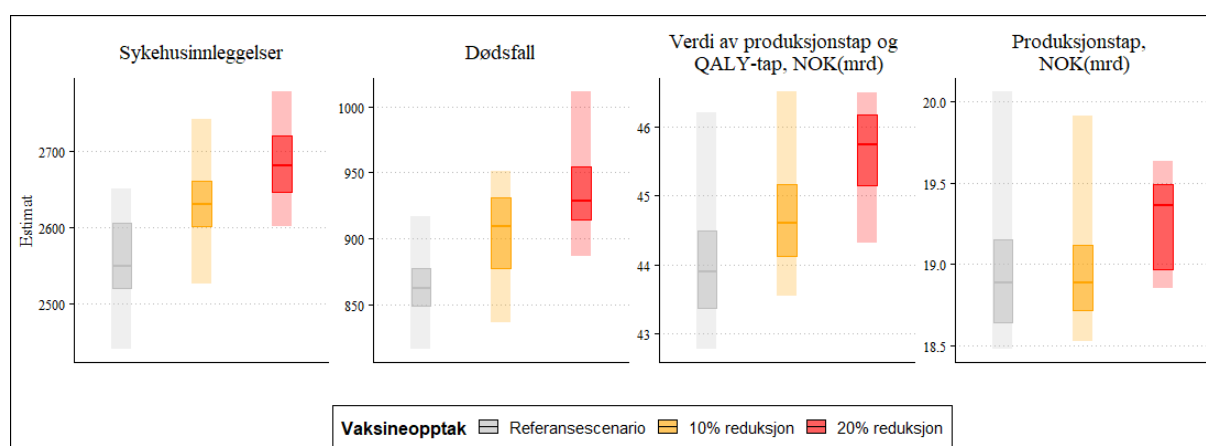 Sykehusinnleggelser
Dødsfall
Verdi av produksjonstap og
QALY-tap, NOK(mrd)
Produksjonstap,
NOK(mrd)
Estimat
2700
2600
2500
1000
950
900
850
46
45
44
43
20.0
19.5
19.0
18.5
Vaksineopptak Referansescenario 10% reduksjon 20% reduksjon